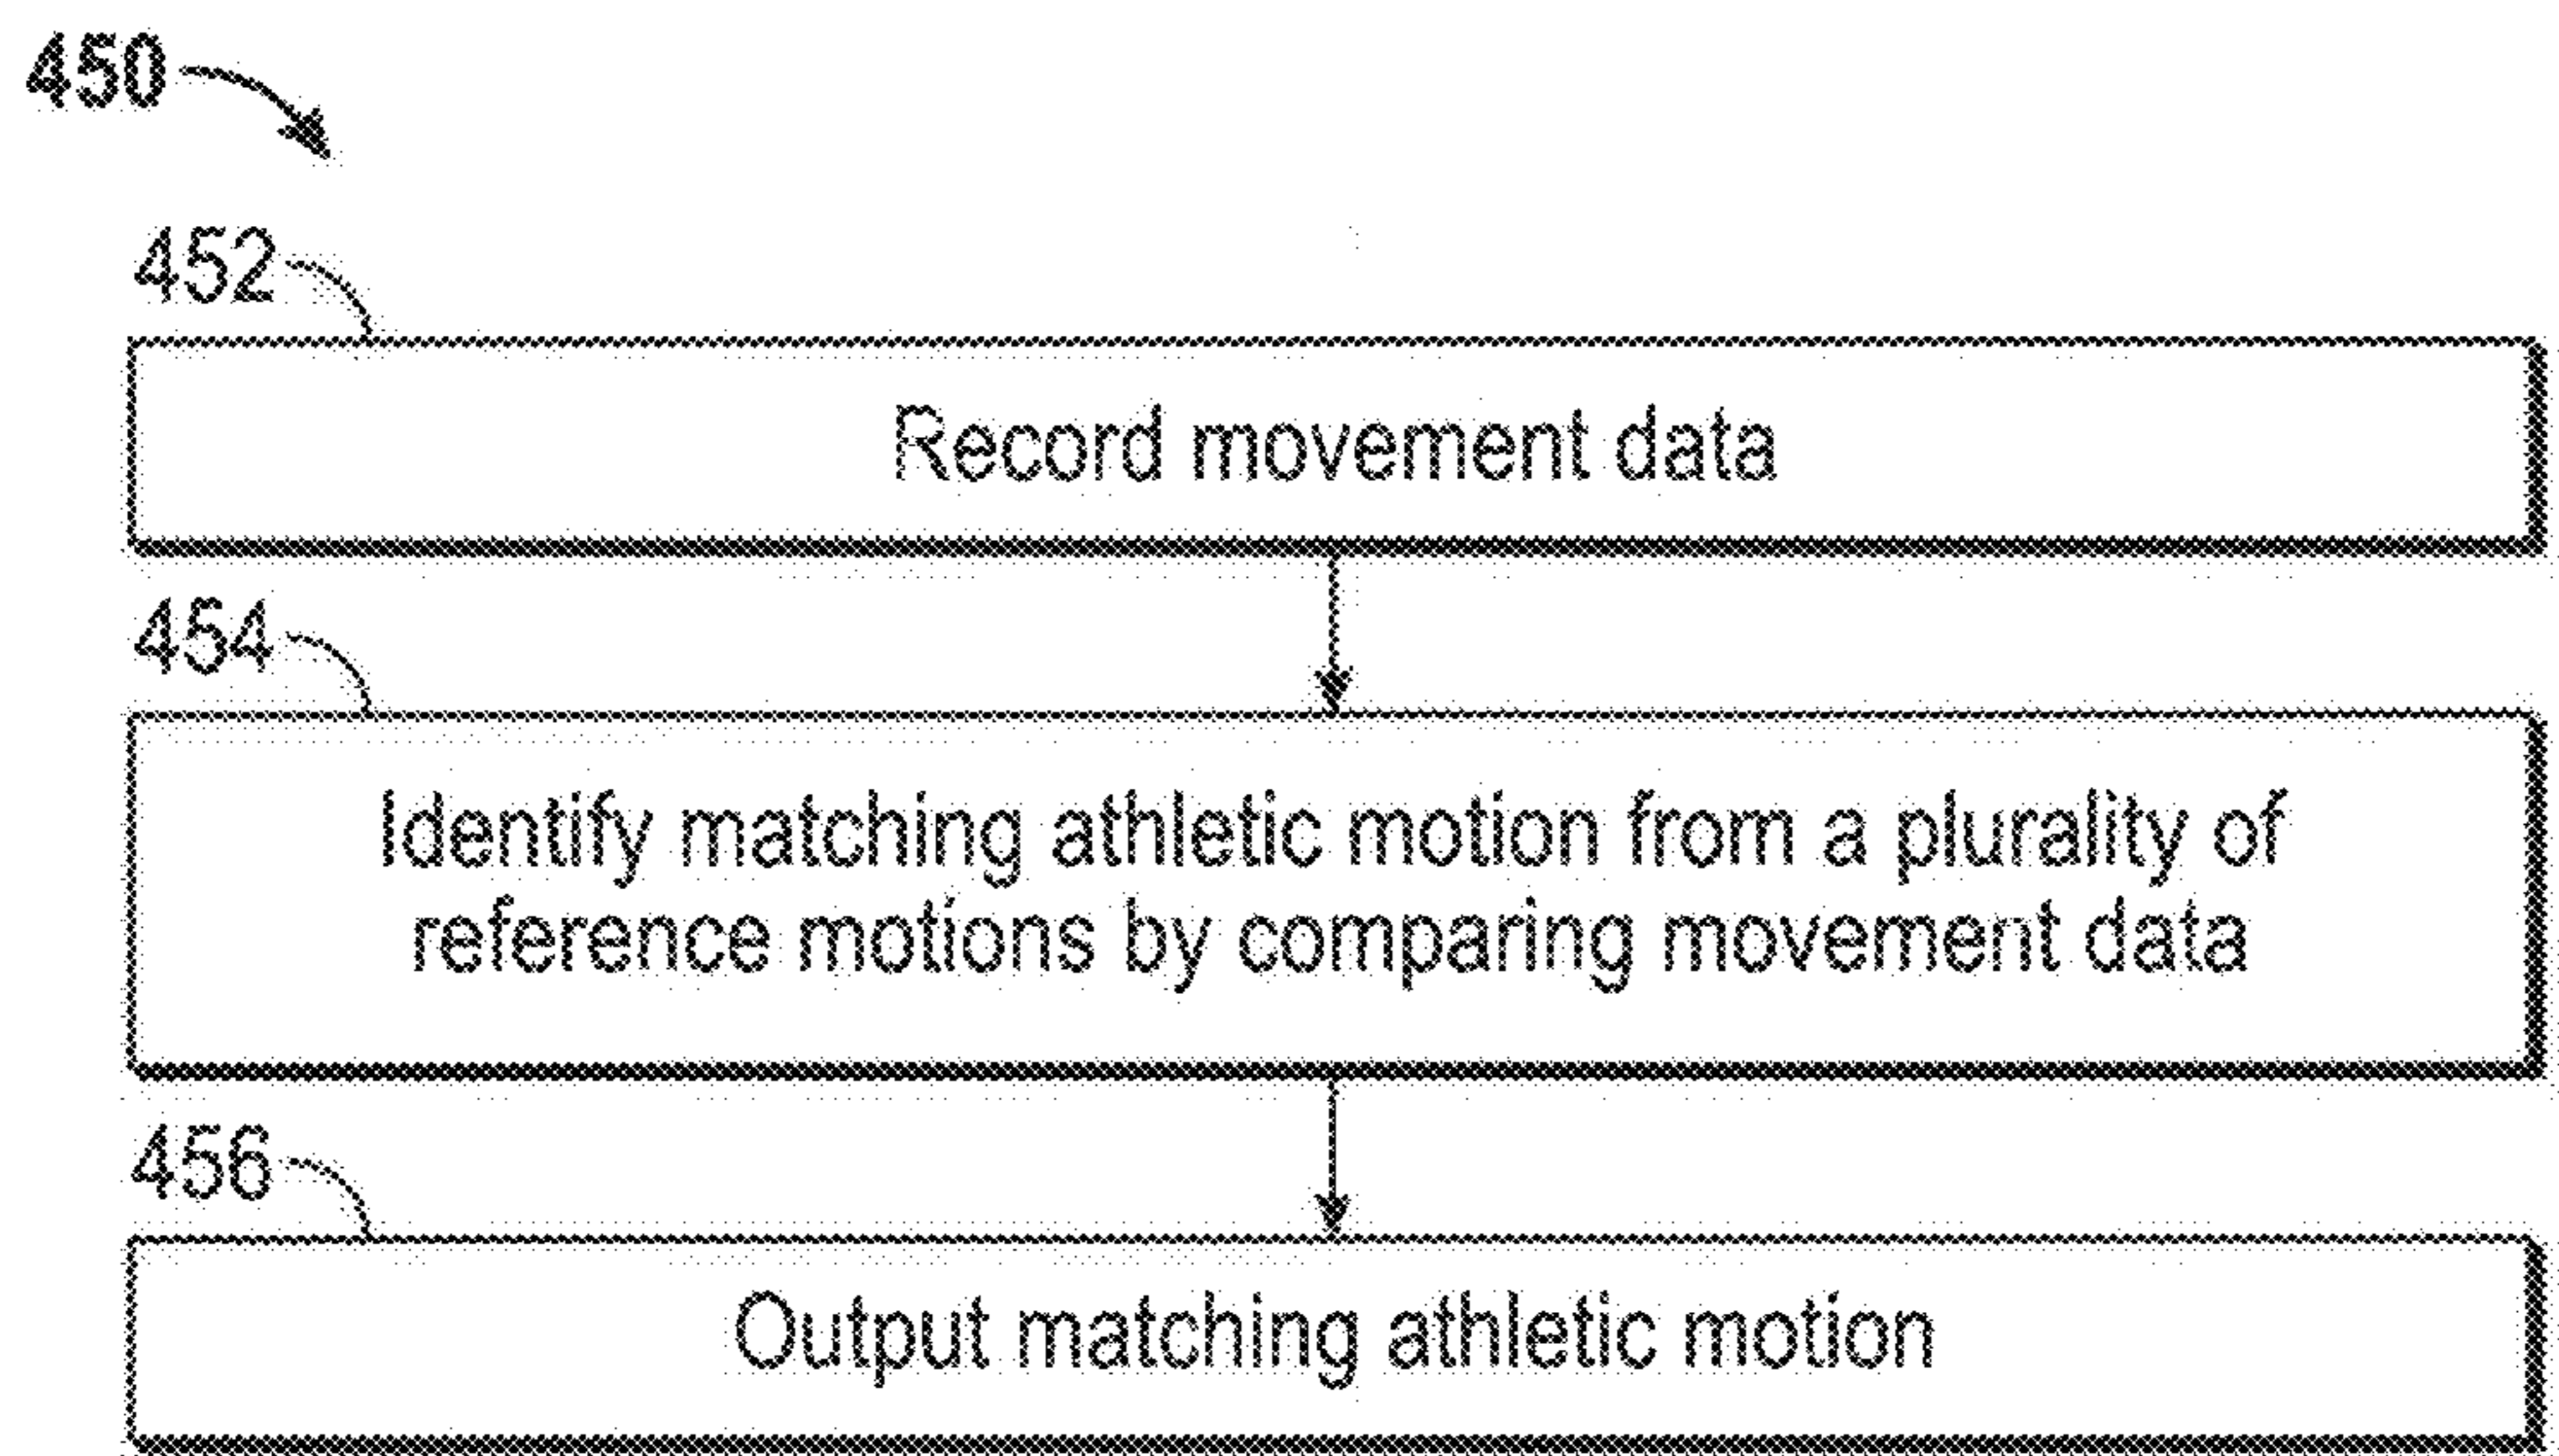 450
452
Record movement data
454
Identify matching athletic motion from a plurality of
reference motions by comparing movement data
456
Output matching athletic motion